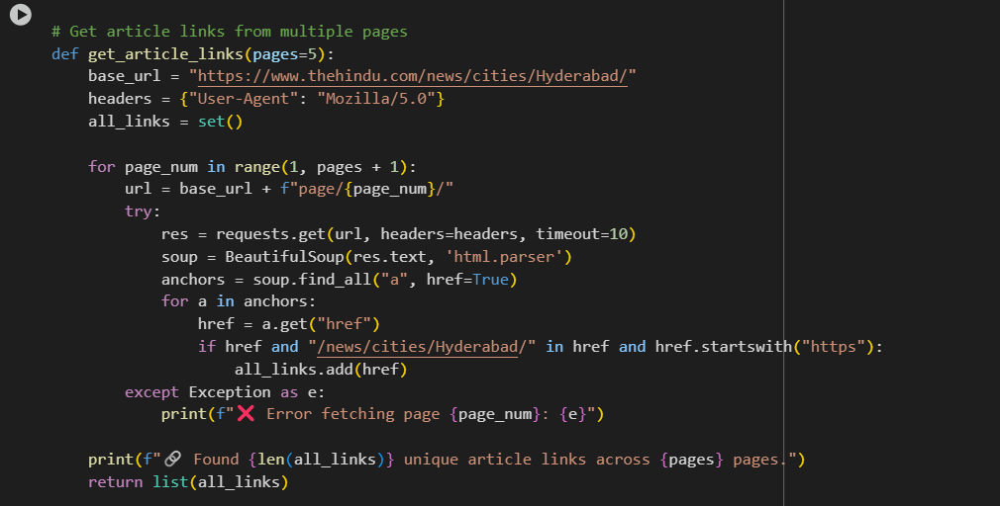 # Get article links from multiple pages
def get_article_links(pages=5):
    base_url = "https://www.thehindu.com/news/cities/Hyderabad/"
    headers = {"User-Agent": "Mozilla/5.0"}
    all_links = set()

    for page_num in range(1, pages + 1):
        url = base_url + f"page/{page_num}/"
        try:
            res = requests.get(url, headers=headers, timeout=10)
            soup = BeautifulSoup(res.text, 'html.parser')
            anchors = soup.find_all("a", href=True)
            for a in anchors:
                href = a.get("href")
                if href and "/news/cities/Hyderabad/" in href and href.startswith("https"):
                    all_links.add(href)
        except Exception as e:
            print(f"❌ Error fetching page {page_num}: {e}")

    print(f"🔗 Found {len(all_links)} unique article links across {pages} pages.")
    return list(all_links)